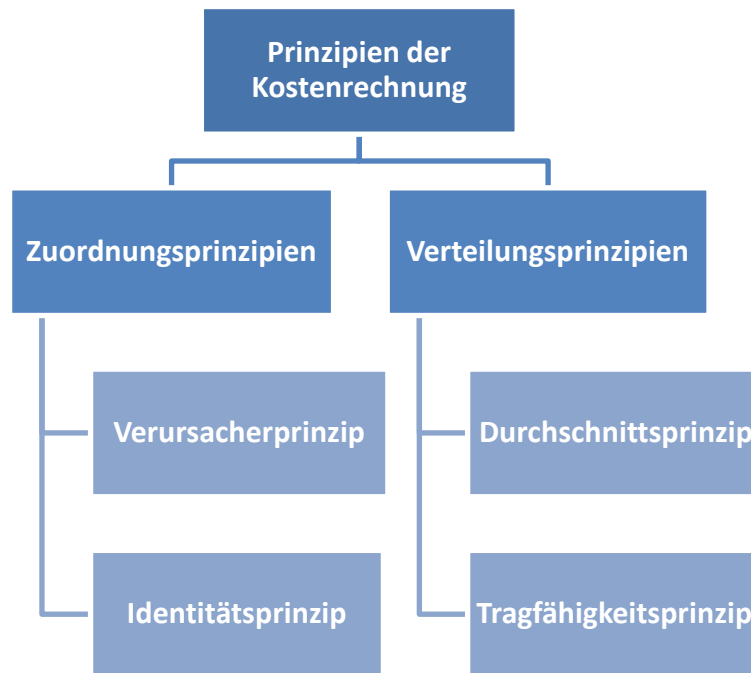 Prinzipien der
Kostenrechnung
Zuordnungsprinzipien
Verursacherprinzip
Identitätsprinzip
Verteilungsprinzipien
Durchschnittsprinzip
Tragfähigkeitsprinzip